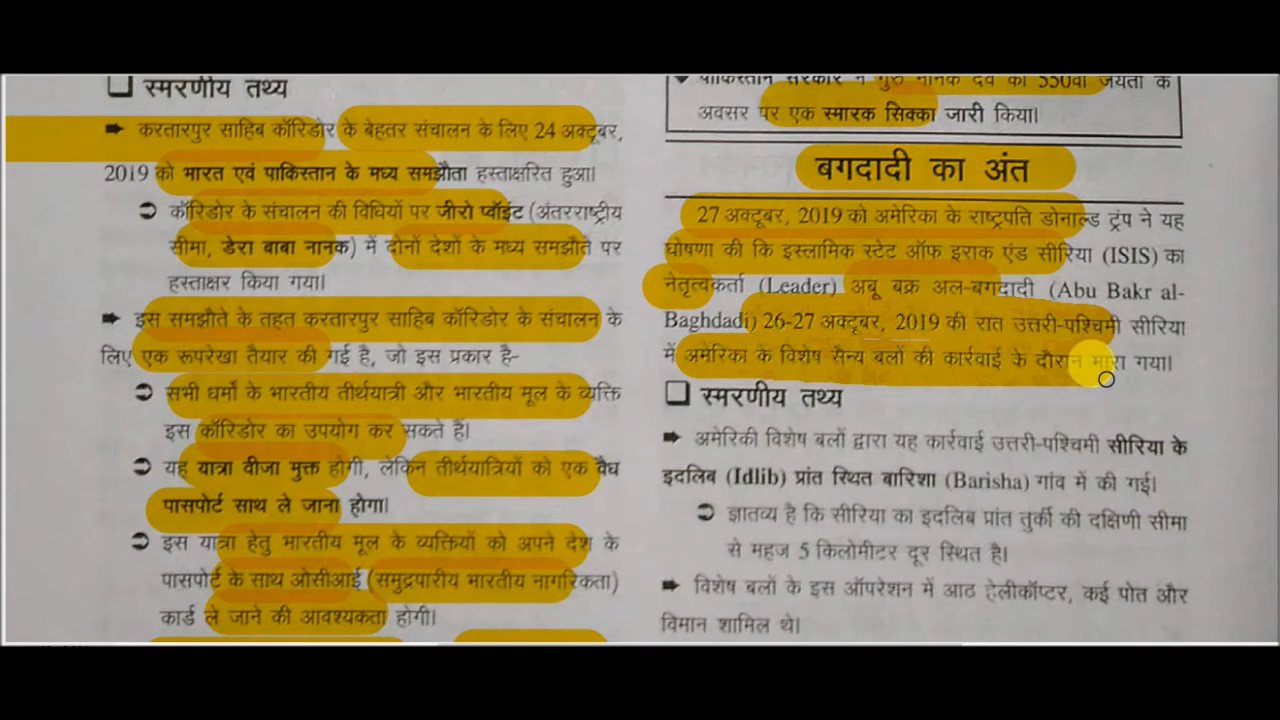 ❑ स्मरणीय तथ्य
➨ करतारपुर साहिब कॉरिडोर के बेहतर संचालन के लिए 24 अक्टूबर,
2019 को भारत एवं पाकिस्तान के मध्य समझौता हस्ताक्षरित हुआ।
➲ कॉरिडोर के संचालन की विधियों पर जीरो प्वॉइंट (अंतरराष्ट्रीय
सीमा, डेरा बाबा नानक) में दोनों देशों के मध्य समझौते पर
हस्ताक्षर किया गया।
➨ इस समझौते के तहत करतारपुर साहिब कॉरिडोर के संचालन के
लिए एक रूपरेखा तैयार की गई है, जो इस प्रकार है-
➲ सभी धर्मों के भारतीय तीर्थयात्री और भारतीय मूल के व्यक्ति
इस कॉरिडोर का उपयोग कर सकते हैं।
➲ यह यात्रा वीजा मुक्त होगी, लेकिन तीर्थयात्रियों को एक वैध
पासपोर्ट साथ ले जाना होगा।
➲ इस यात्रा हेतु भारतीय मूल के व्यक्तियों को अपने देश के
पासपोर्ट के साथ ओसीआई (समुद्रपारीय भारतीय नागरिकता)
कार्ड ले जाने की आवश्यकता होगी।
पाकिस्तान सरकार ने गुरु नानक देव की 550वीं जयंती के
अवसर पर एक स्मारक सिक्का जारी किया।
बगदादी का अंत
27 अक्टूबर, 2019 को अमेरिका के राष्ट्रपति डोनाल्ड ट्रंप ने यह
घोषणा की कि इस्लामिक स्टेट ऑफ इराक एंड सीरिया (ISIS) का
नेतृत्वकर्ता (Leader) अबू बक्र अल-बगदादी (Abu Bakr al-
Baghdadi) 26-27 अक्टूबर, 2019 की रात उत्तरी-पश्चिमी सीरिया
में अमेरिका के विशेष सैन्य बलों की कार्रवाई के दौरान मारा गया।
❑ स्मरणीय तथ्य
➨ अमेरिकी विशेष बलों द्वारा यह कार्रवाई उत्तरी-पश्चिमी सीरिया के
इदलिब (Idlib) प्रांत स्थित बारिशा (Barisha) गांव में की गई।
➲ ज्ञातव्य है कि सीरिया का इदलिब प्रांत तुर्की की दक्षिणी सीमा
से महज 5 किलोमीटर दूर स्थित है।
➨ विशेष बलों के इस ऑपरेशन में आठ हेलीकॉप्टर, कई पोत और
विमान शामिल थे।